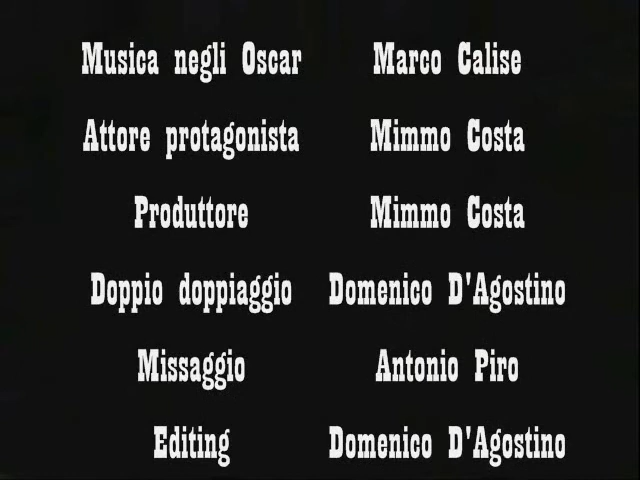 Musica negli Oscar Marco Calise
Attore protagonista Mimmo Costa
Produttore Mimmo Costa
Doppio doppiaggio Domenico D'Agostino
Missaggio Antonio Piro
Editing Domenico D'Agostino